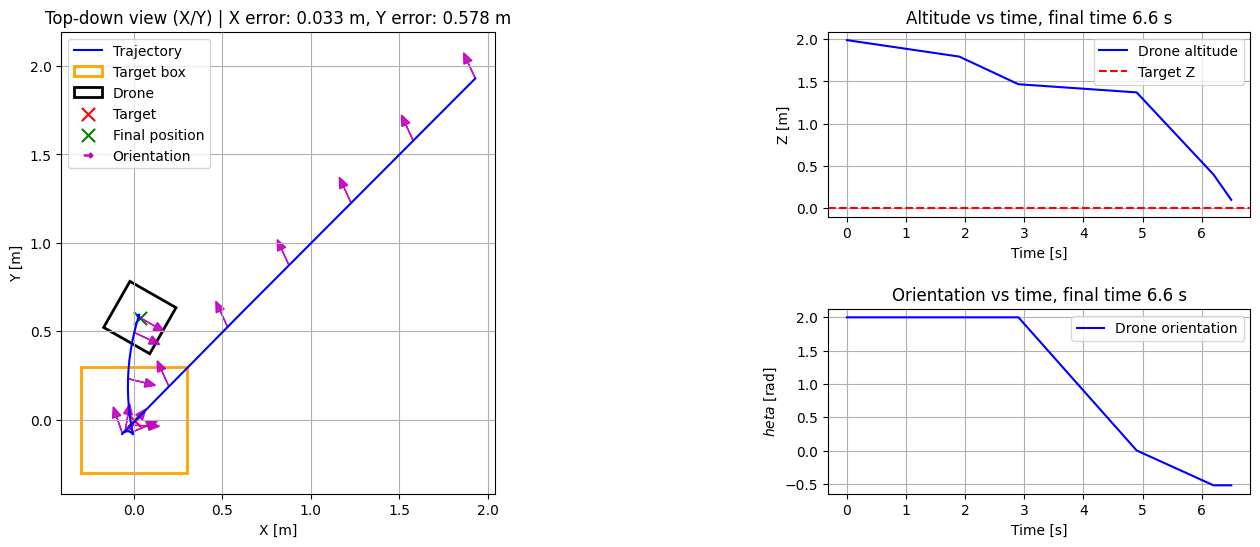 Top-down view (X/Y) | X error: 0.033 m, Y error: 0.578 m
Trajectory
Target box
Drone
Target
Final position
Orientation
Y [m]
2.0
1.5
1.0
0.5
0.0
0.0
0.5
1.0
1.5
2.0
X [m]
Altitude vs time, final time 6.6 s
Drone altitude
Target Z
Z [m]
2.0
1.5
1.0
0.5
0.0
0
1
2
3
4
5
6
Time [s]
Orientation vs time, final time 6.6 s
Drone orientation
heta [rad]
2.0
1.5
1.0
0.5
0.0
−0.5
0
1
2
3
4
5
6
Time [s]